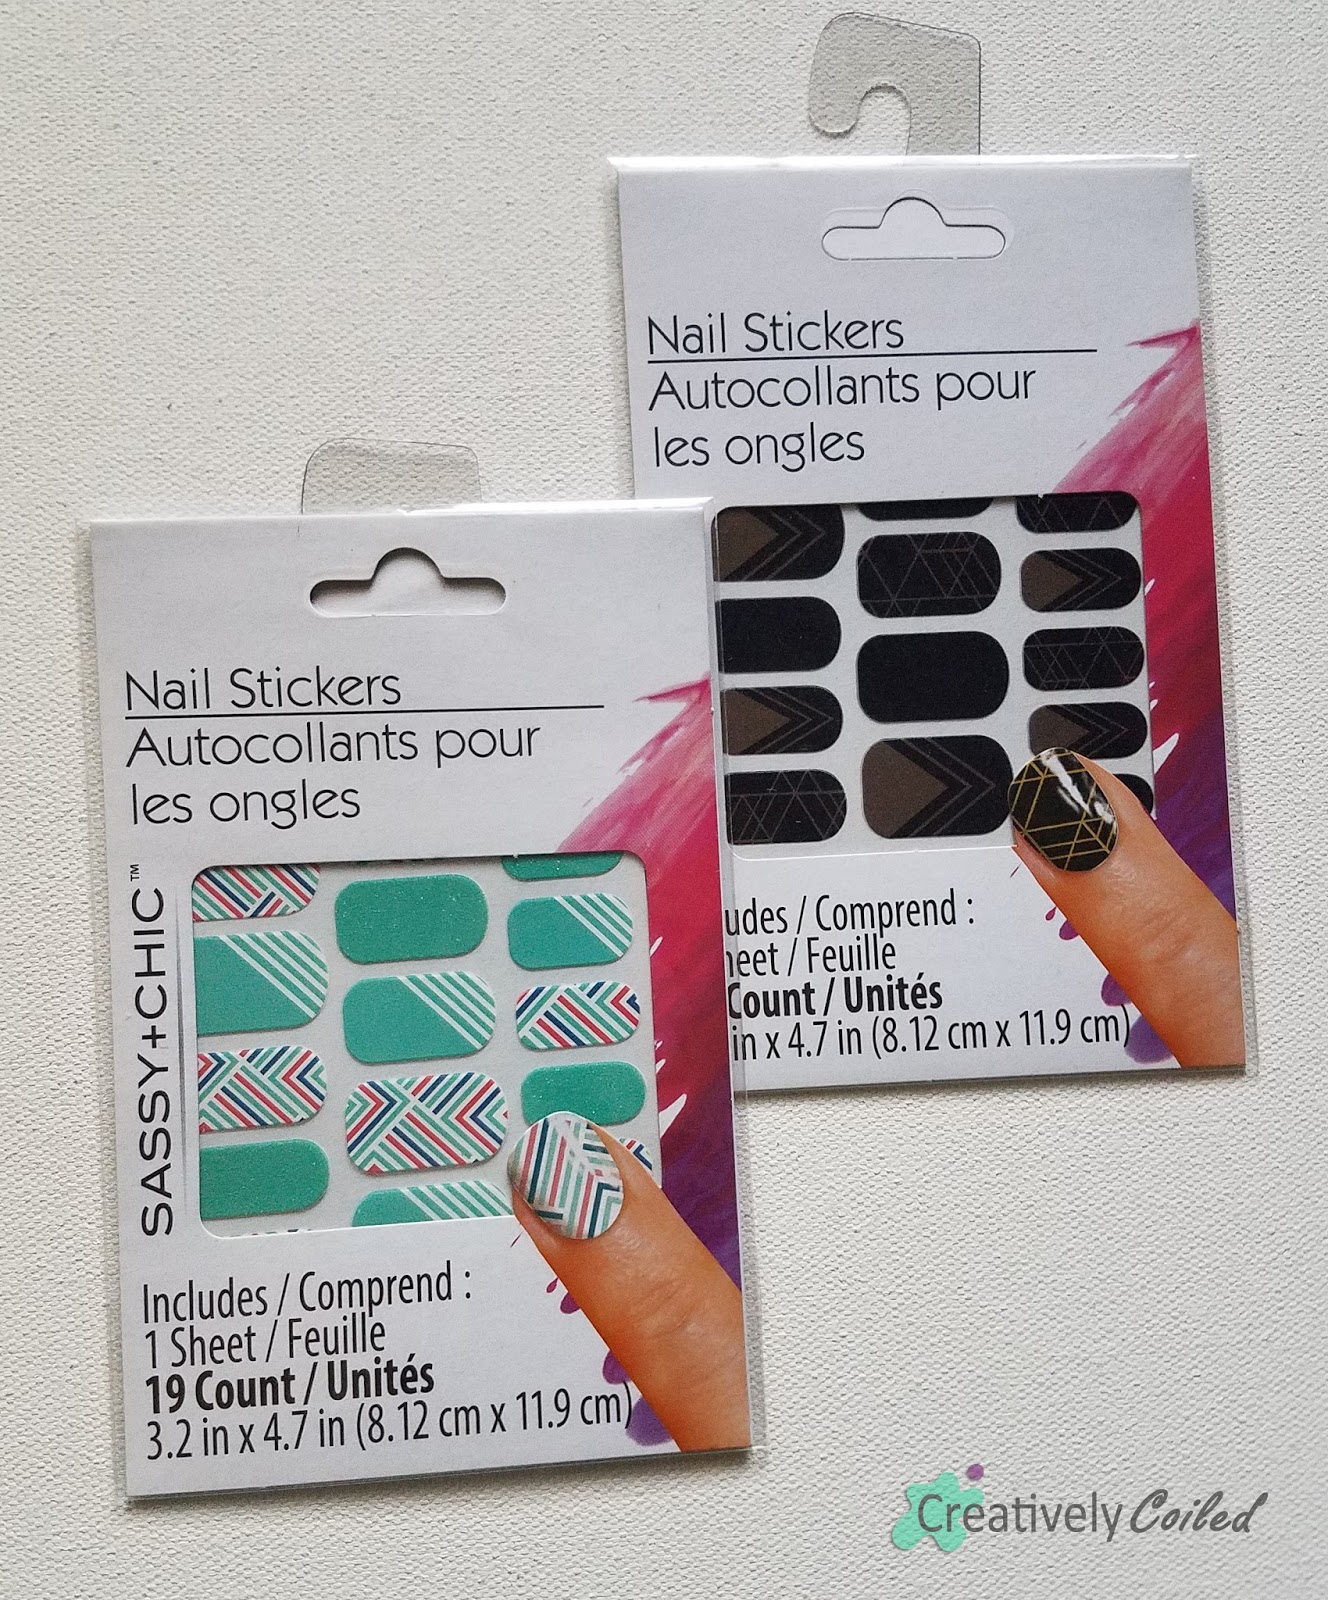 Nail Stickers
Autocollants pour
les ongles
udes / Comprend :
heet / Feuille
Count / Unités
in x 4.7 in (8.12 cm x 11.9 cm)
Nail Stickers
Autocollants pour
les ongles
SASSY+CHIC™
Includes / Comprend :
1 Sheet / Feuille
19 Count / Unités
3.2 in x 4.7 in (8.12 cm x 11.9 cm)
Creatively Coiled